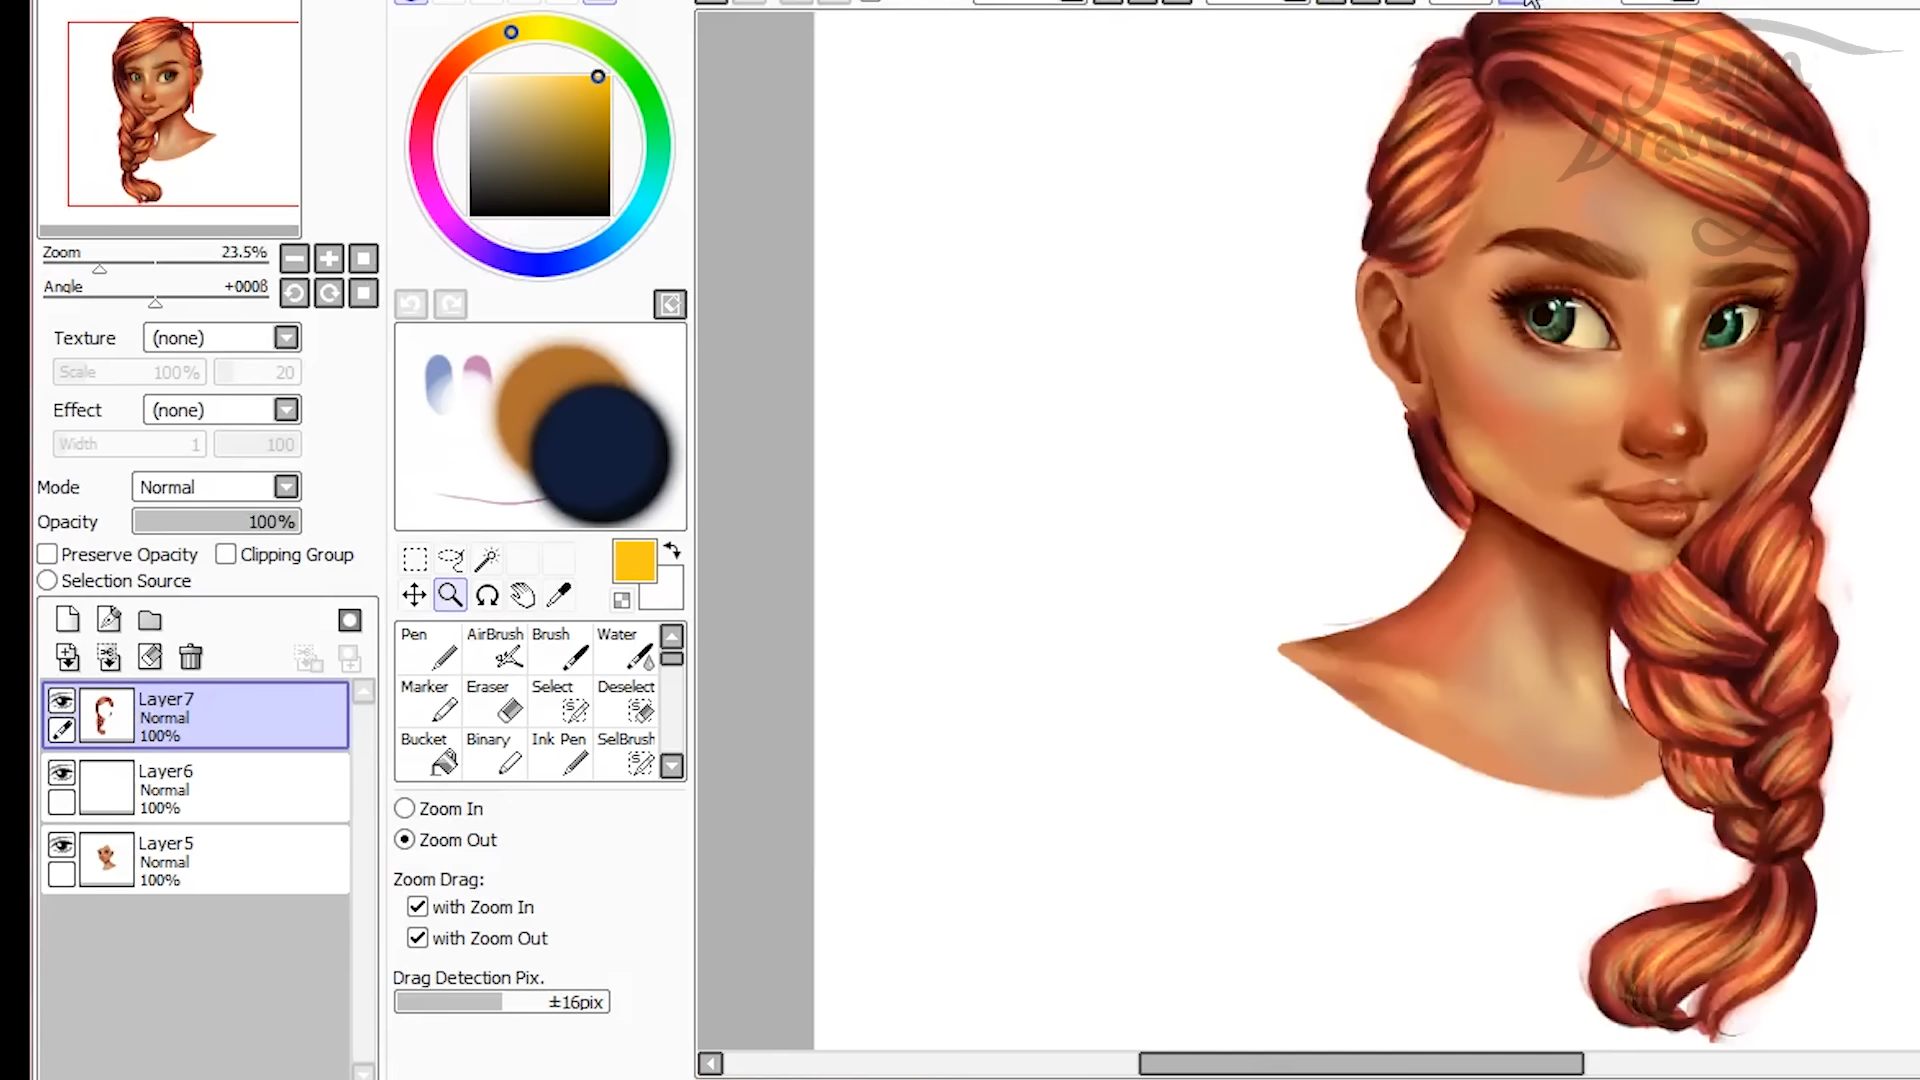 Zoom 23.5%
Angle +0008
Texture (none)
Scale 100% 20
Effect (none)
Width 1 100
Mode Normal
Opacity 100%
Preserve Opacity Clipping Group
Selection Source
Layer7
Normal
100%
Layer6
Normal
100%
Layer5
Normal
100%
Pen AirBrush Brush Water
Marker Eraser Select Deselect
Bucket Binary Ink Pen SelBrush
Zoom In
Zoom Out
Zoom Drag:
with Zoom In
with Zoom Out
Drag Detection Pix.
±16pix
Drawing